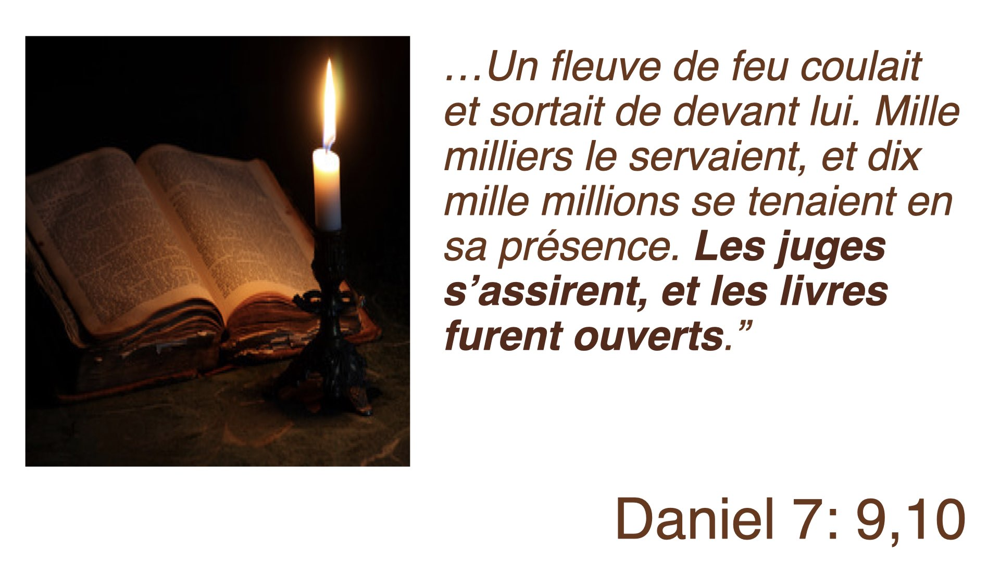 …Un fleuve de feu coulait
et sortait de devant lui. Mille
milliers le servaient, et dix
mille millions se tenaient en
sa présence. Les juges
s’assirent, et les livres
furent ouverts.”
Daniel 7: 9,10